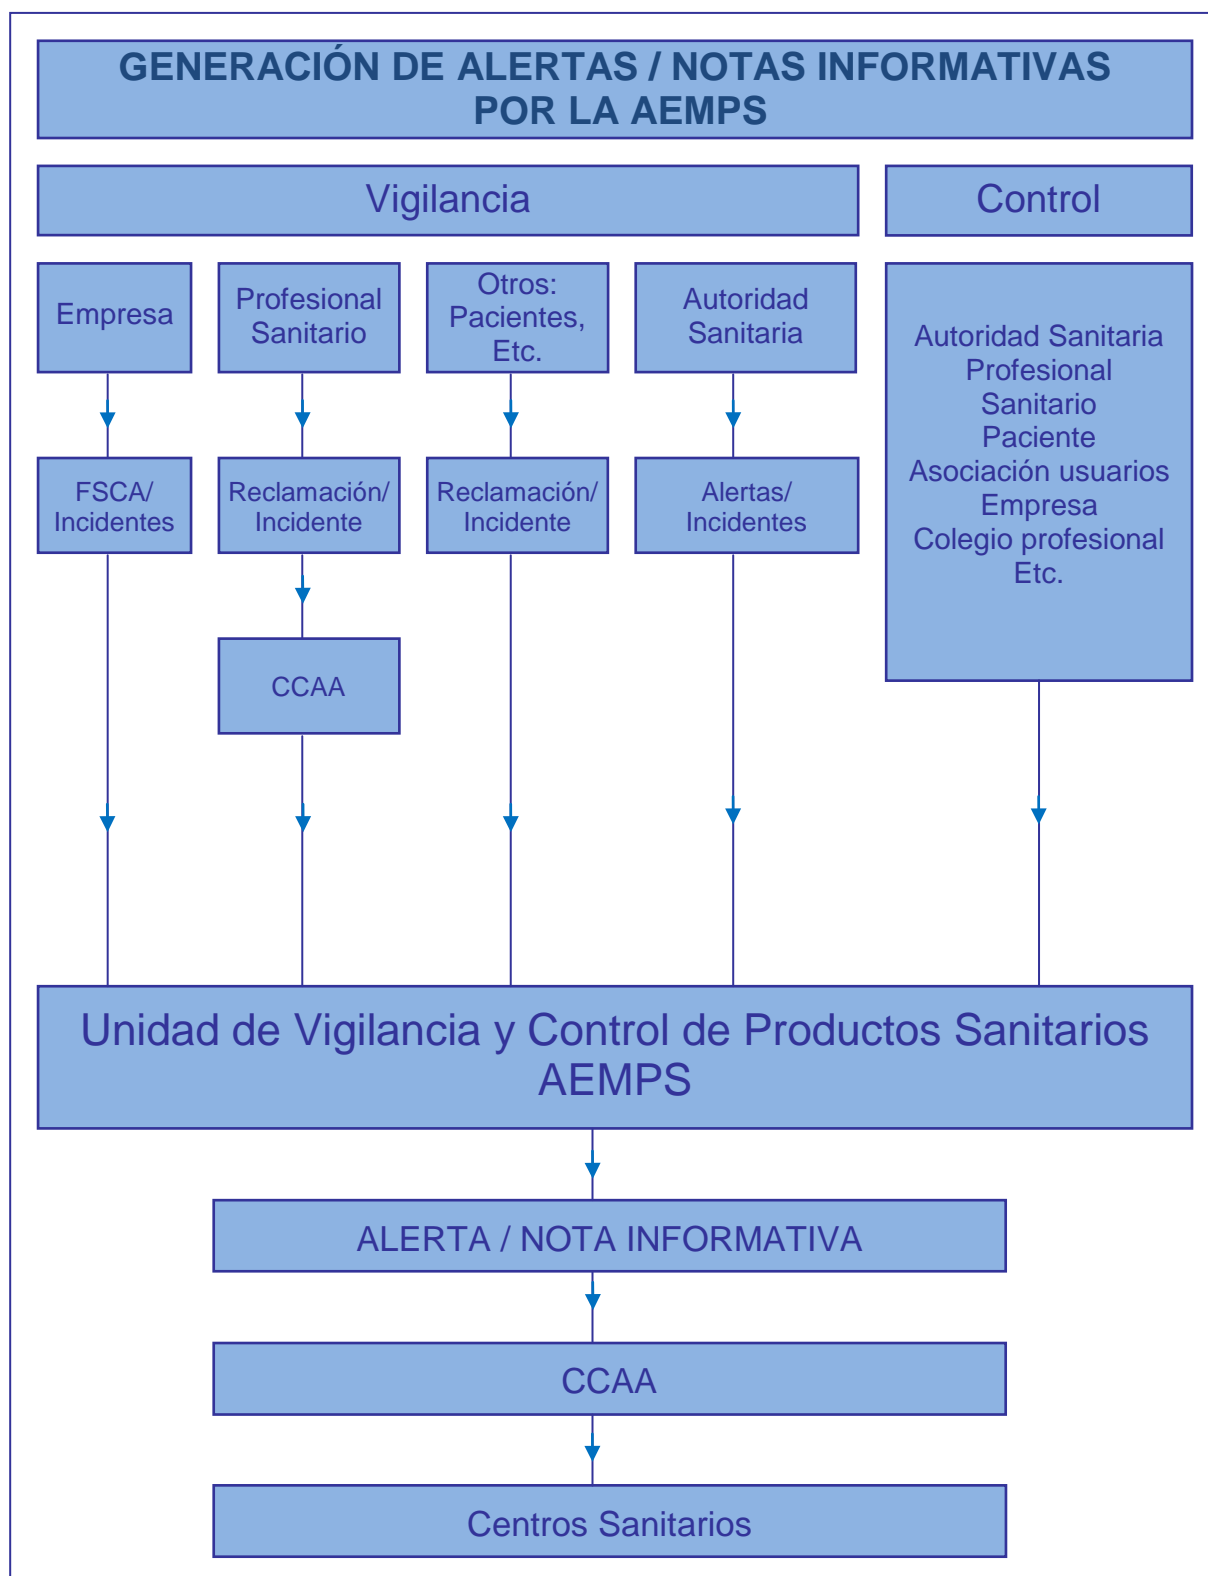 GENERACIÓN DE ALERTAS / NOTAS INFORMATIVAS
POR LA AEMPS
Vigilancia
Control
Empresa
Profesional
Sanitario
Otros:
Pacientes,
Etc.
Autoridad
Sanitaria
Autoridad Sanitaria
Profesional
Sanitario
Paciente
Asociación usuarios
Empresa
Colegio profesional
Etc.
FSCA/
Incidentes
Reclamación/
Incidente
Reclamación/
Incidente
Alertas/
Incidentes
CCAA
Unidad de Vigilancia y Control de Productos Sanitarios
AEMPS
ALERTA / NOTA INFORMATIVA
CCAA
Centros Sanitarios